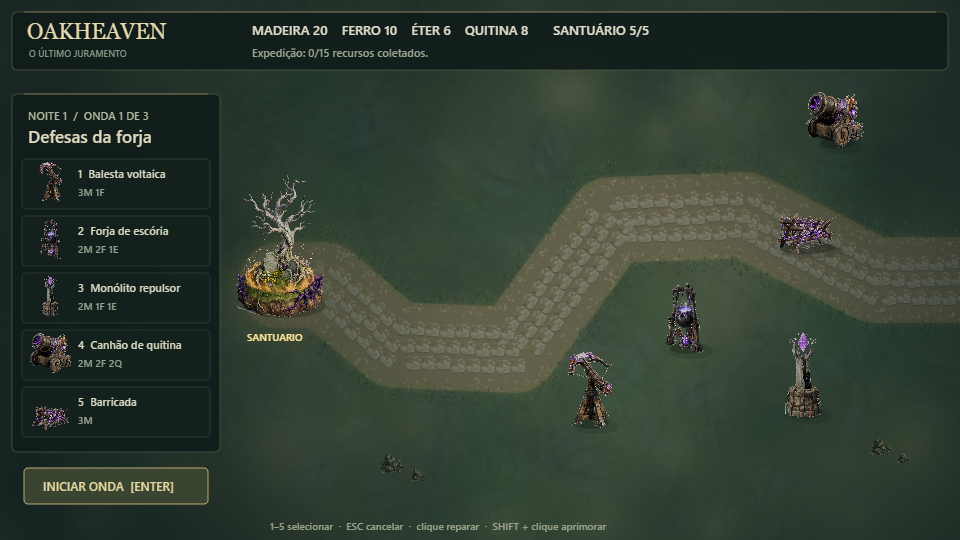 OAKHEAVEN
O ÚLTIMO JURAMENTO
MADEIRA 20 FERRO 10 ÉTER 6 QUITINA 8 SANTUÁRIO 5/5
Expedição: 0/15 recursos coletados.
NOITE 1 / ONDA 1 DE 3
Defesas da forja
1 Balesta voltaica
3M 1F
2 Forja de escória
2M 2F 1E
3 Monólito repulsor
2M 1F 1E
4 Canhão de quitina
2M 2F 2Q
5 Barricada
3M
INICIAR ONDA [ENTER]
SANTUARIO
1–5 selecionar · ESC cancelar · clique reparar · SHIFT + clique aprimorar